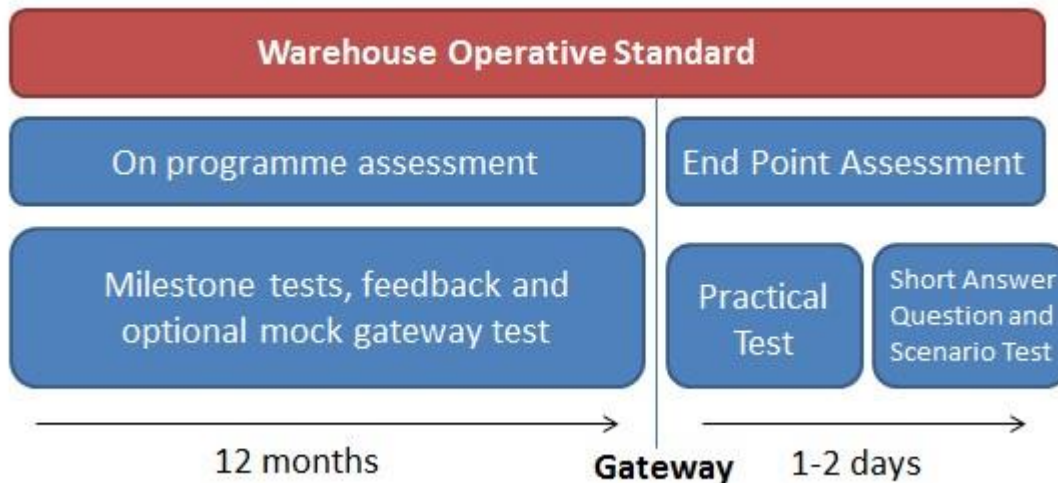 Warehouse Operative Standard
On programme assessment
End Point Assessment
Milestone tests, feedback and
optional mock gateway test
Practical
Test
Short Answer
Question and
Scenario Test
12 months
Gateway
1-2 days